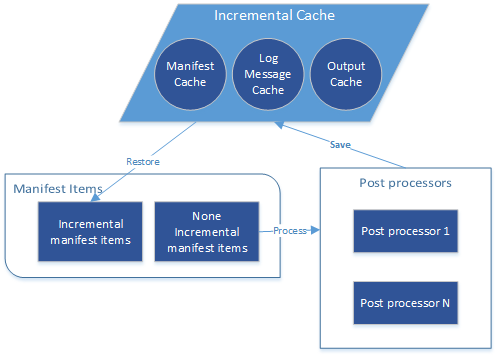 Incremental Cache
Manifest
Cache
Log
Message
Cache
Output
Cache
Restore
Save
Manifest Items
Incremental
manifest items
None
Incremental
manifest items
Process
Post processors
Post processor 1
Post processor N